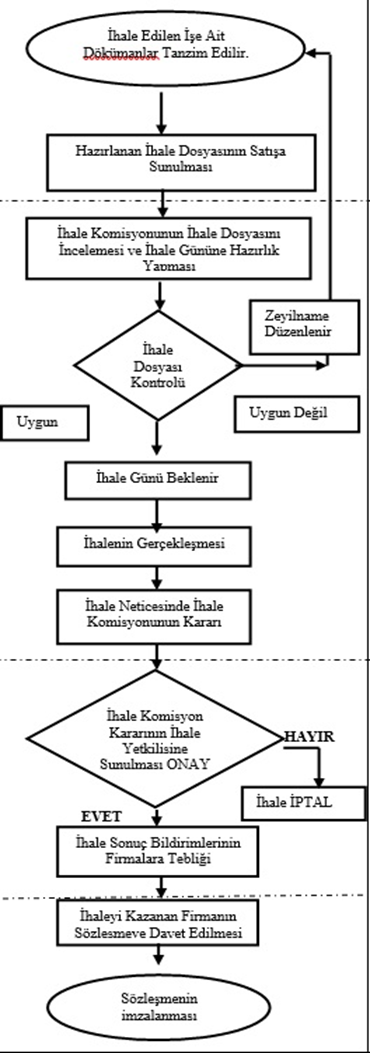 İhale Edilen İşe Ait
Dökümanlar Tanzim Edilir.
Hazırlanan İhale Dosyasının Satışa
Sunulması
İhale Komisyonunun İhale Dosyasını
İncelemesi ve İhale Gününe Hazırlık
Yapması
Zeyilname
Düzenlenir
İhale
Dosyası
Kontrolü
Uygun
Uygun Değil
İhale Günü Beklenir
İhalenin Gerçekleşmesi
İhale Neticesinde İhale
Komisyonunun Kararı
İhale Komisyon
Kararının İhale
Yetkilisine
Sunulması ONAY
HAYIR
İhale İPTAL
EVET
İhale Sonuç Bildirimlerinin
Firmalara Tebliği
İhaleyi Kazanan Firmanın
Sözleşmeye Davet Edilmesi
Sözleşmenin
imzalanması